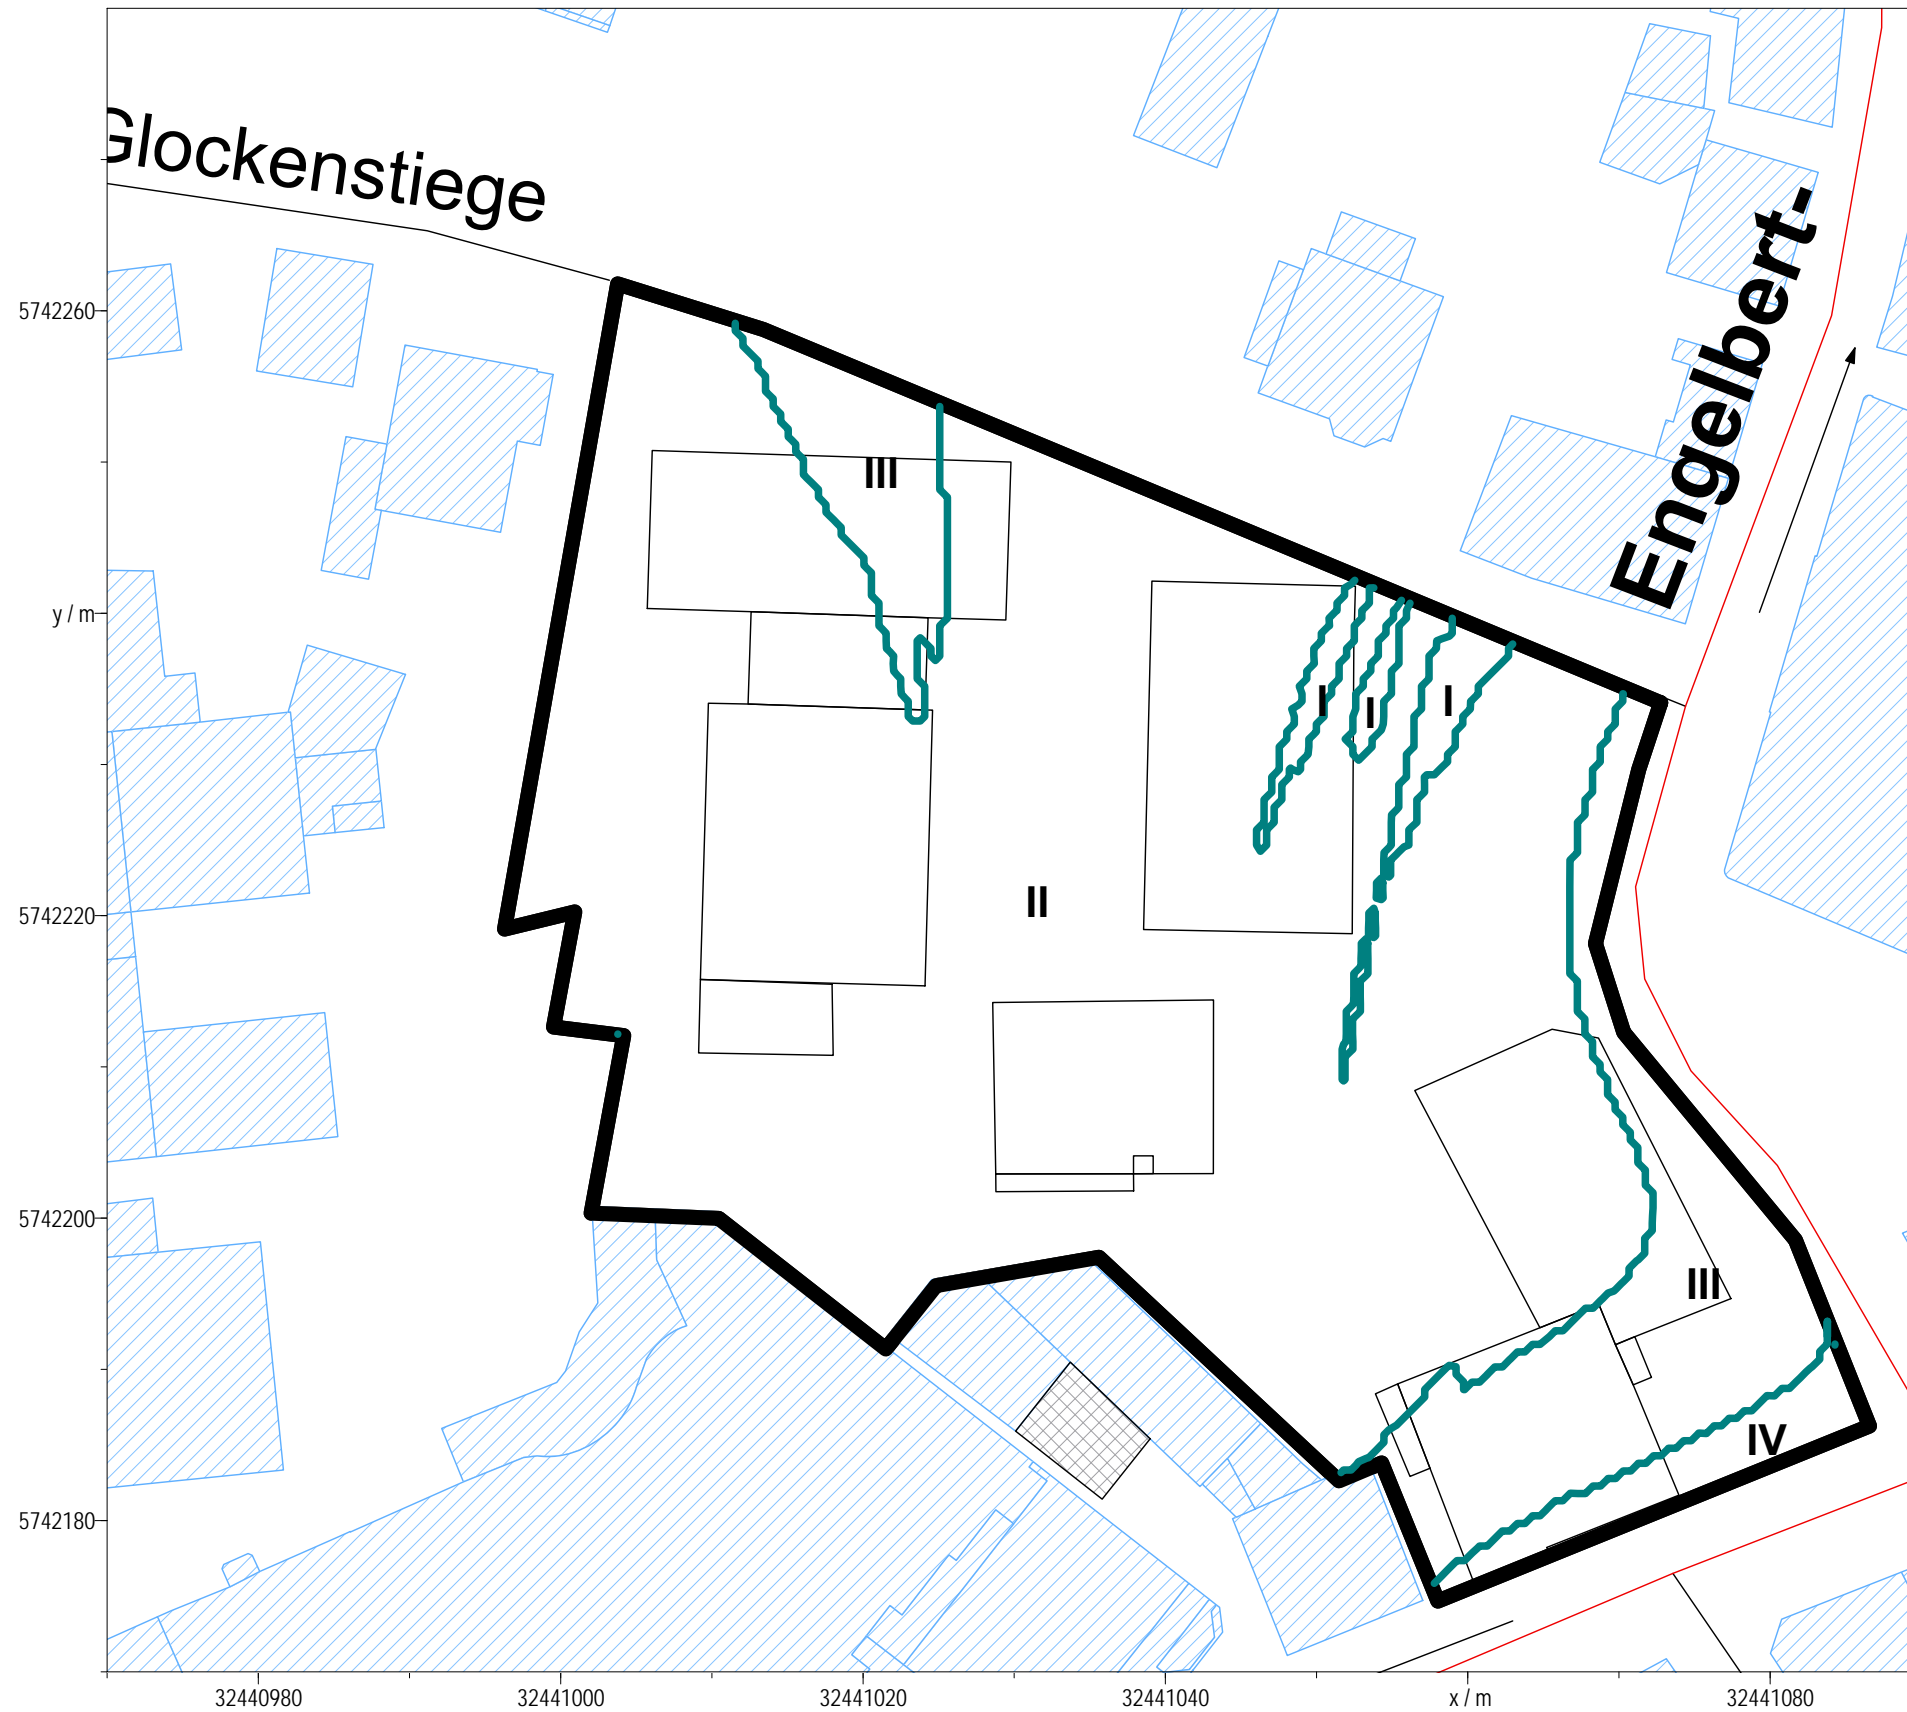 Glockenstiege
Engelbert-
5742260
y / m
5742220
5742200
5742180
III
I
I
I
II
III
IV
32440980
32441000
32441020
32441040
x / m
32441080